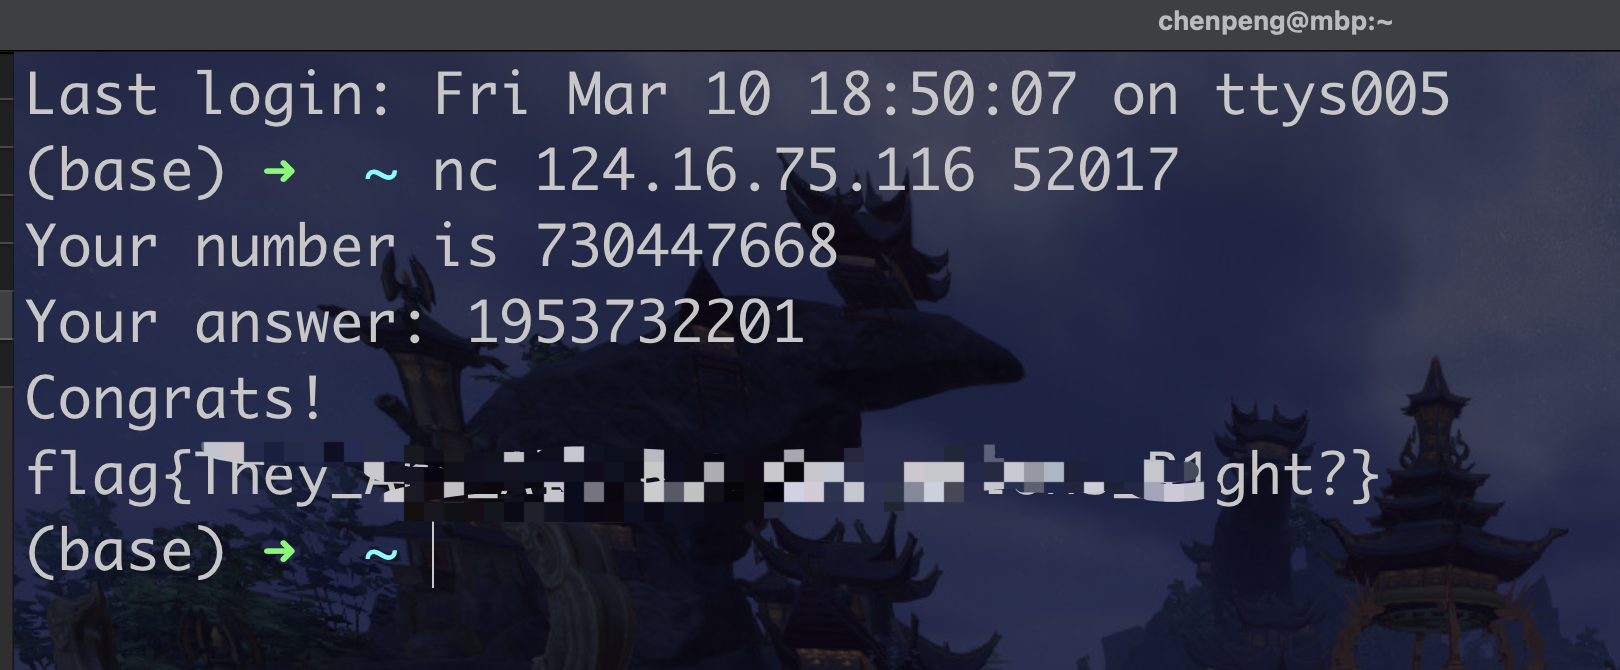 chenpeng@mbp:~
Last login: Fri Mar 10 18:50:07 on ttys005
(base) ➜ ~ nc 124.16.75.116 52017
Your number is 730447668
Your answer: 1953732201
Congrats!
flag{They_ ght?}
(base) ➜ ~